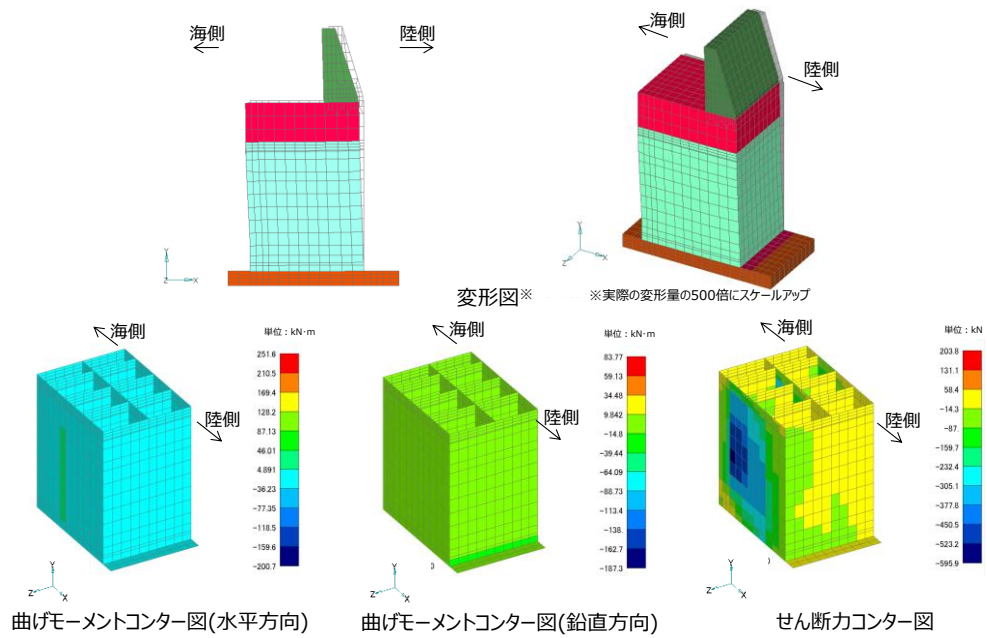 海側
陸側
海側
陸側
Y
Z
X
Y
Z
X
変形図※
※実際の変形量の500倍にスケールアップ
海側
陸側
単位：kN·m
251.6
210.5
169.4
128.2
87.13
46.01
4.891
-36.23
-77.35
-118.5
-159.6
-200.7
Y
Z
X
海側
陸側
単位：kN·m
83.77
59.13
34.48
9.842
-14.8
-39.44
-64.09
-88.73
-113.4
-138.
-162.7
-187.3
0
Y
Z
X
海側
陸側
単位：kN
203.8
131.1
58.4
-14.3
-87.
-159.7
-232.4
-305.1
-377.8
-450.5
-523.2
-595.9
0
Y
Z
X
曲げモーメントコンター図(水平方向)
曲げモーメントコンター図(鉛直方向)
せん断力コンター図